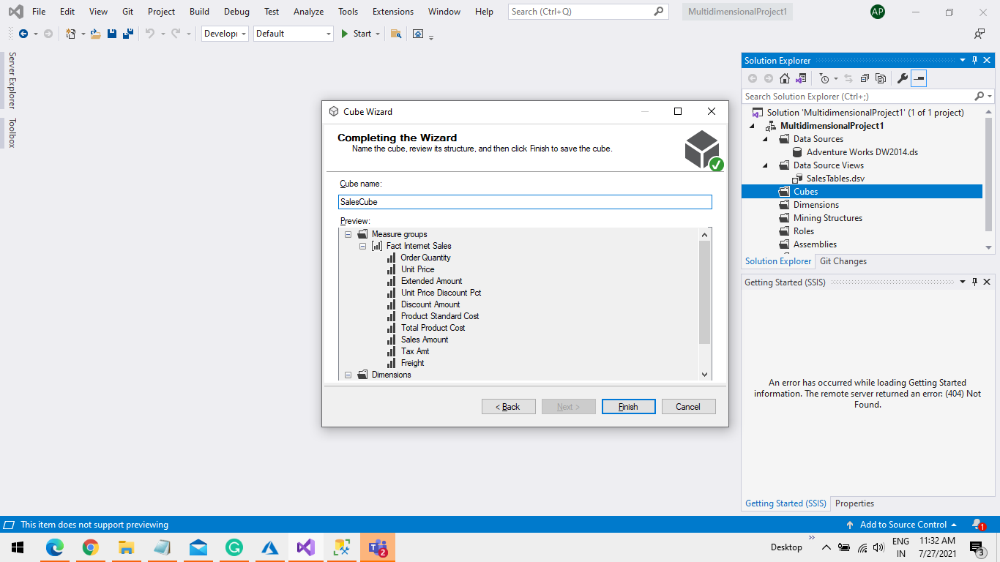 File Edit View Git Project Build Debug Test Analyze Tools Extensions Window Help Search (Ctrl+Q) MultidimensionalProject1 AP
Default Start
Server Explorer
Toolbox
Cube Wizard
Completing the Wizard
Name the cube, review its structure, and then click Finish to save the cube.
Cube name:
SalesCube
Preview:
Measure groups
Fact Internet Sales
Order Quantity
Unit Price
Extended Amount
Unit Price Discount Pct
Discount Amount
Product Standard Cost
Total Product Cost
Sales Amount
Tax Amt
Freight
Dimensions
< Back Next > Finish Cancel
Solution Explorer
Search Solution Explorer (Ctrl+;)
Solution 'MultidimensionalProject1' (1 of 1 project)
MultidimensionalProject1
Data Sources
Adventure Works DW2014.ds
Data Source Views
SalesTables.dsv
Cubes
Dimensions
Mining Structures
Roles
Assemblies
Solution Explorer Git Changes
Getting Started (SSIS)
An error has occurred while loading Getting Started
information. The remote server returned an error: (404) Not
Found.
Getting Started (SSIS) Properties
This item does not support previewing Add to Source Control 1
2 Desktop ENG 11:32 AM
IN 7/27/2021 3